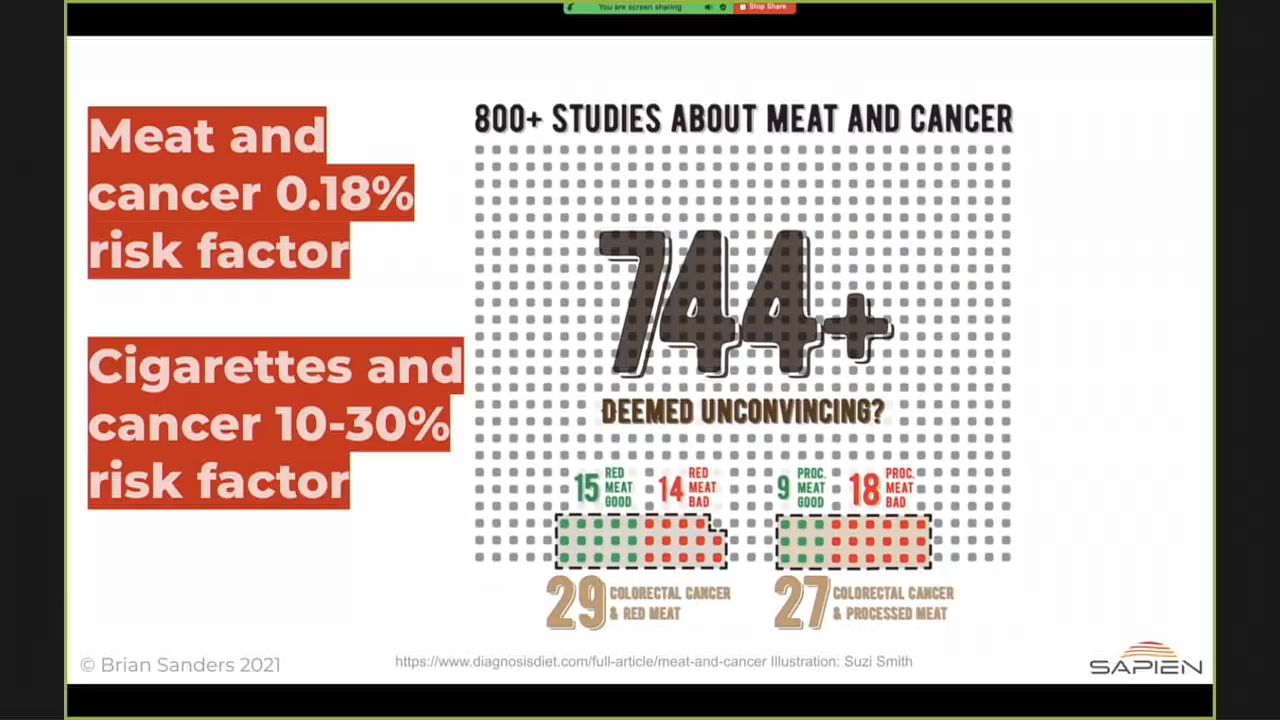 You are screen sharing
Stop Share
Meat and
cancer 0.18%
risk factor
Cigarettes and
cancer 10-30%
risk factor
800+ STUDIES ABOUT MEAT AND CANCER
744+
DEEMED UNCONVINCING?
15 RED MEAT GOOD
14 RED MEAT BAD
9 PROC. MEAT GOOD
18 PROC. MEAT BAD
29 COLORECTAL CANCER & RED MEAT
27 COLORECTAL CANCER & PROCESSED MEAT
© Brian Sanders 2021
https://www.diagnosisdiet.com/full-article/meat-and-cancer Illustration: Suzi Smith
SAPIEN